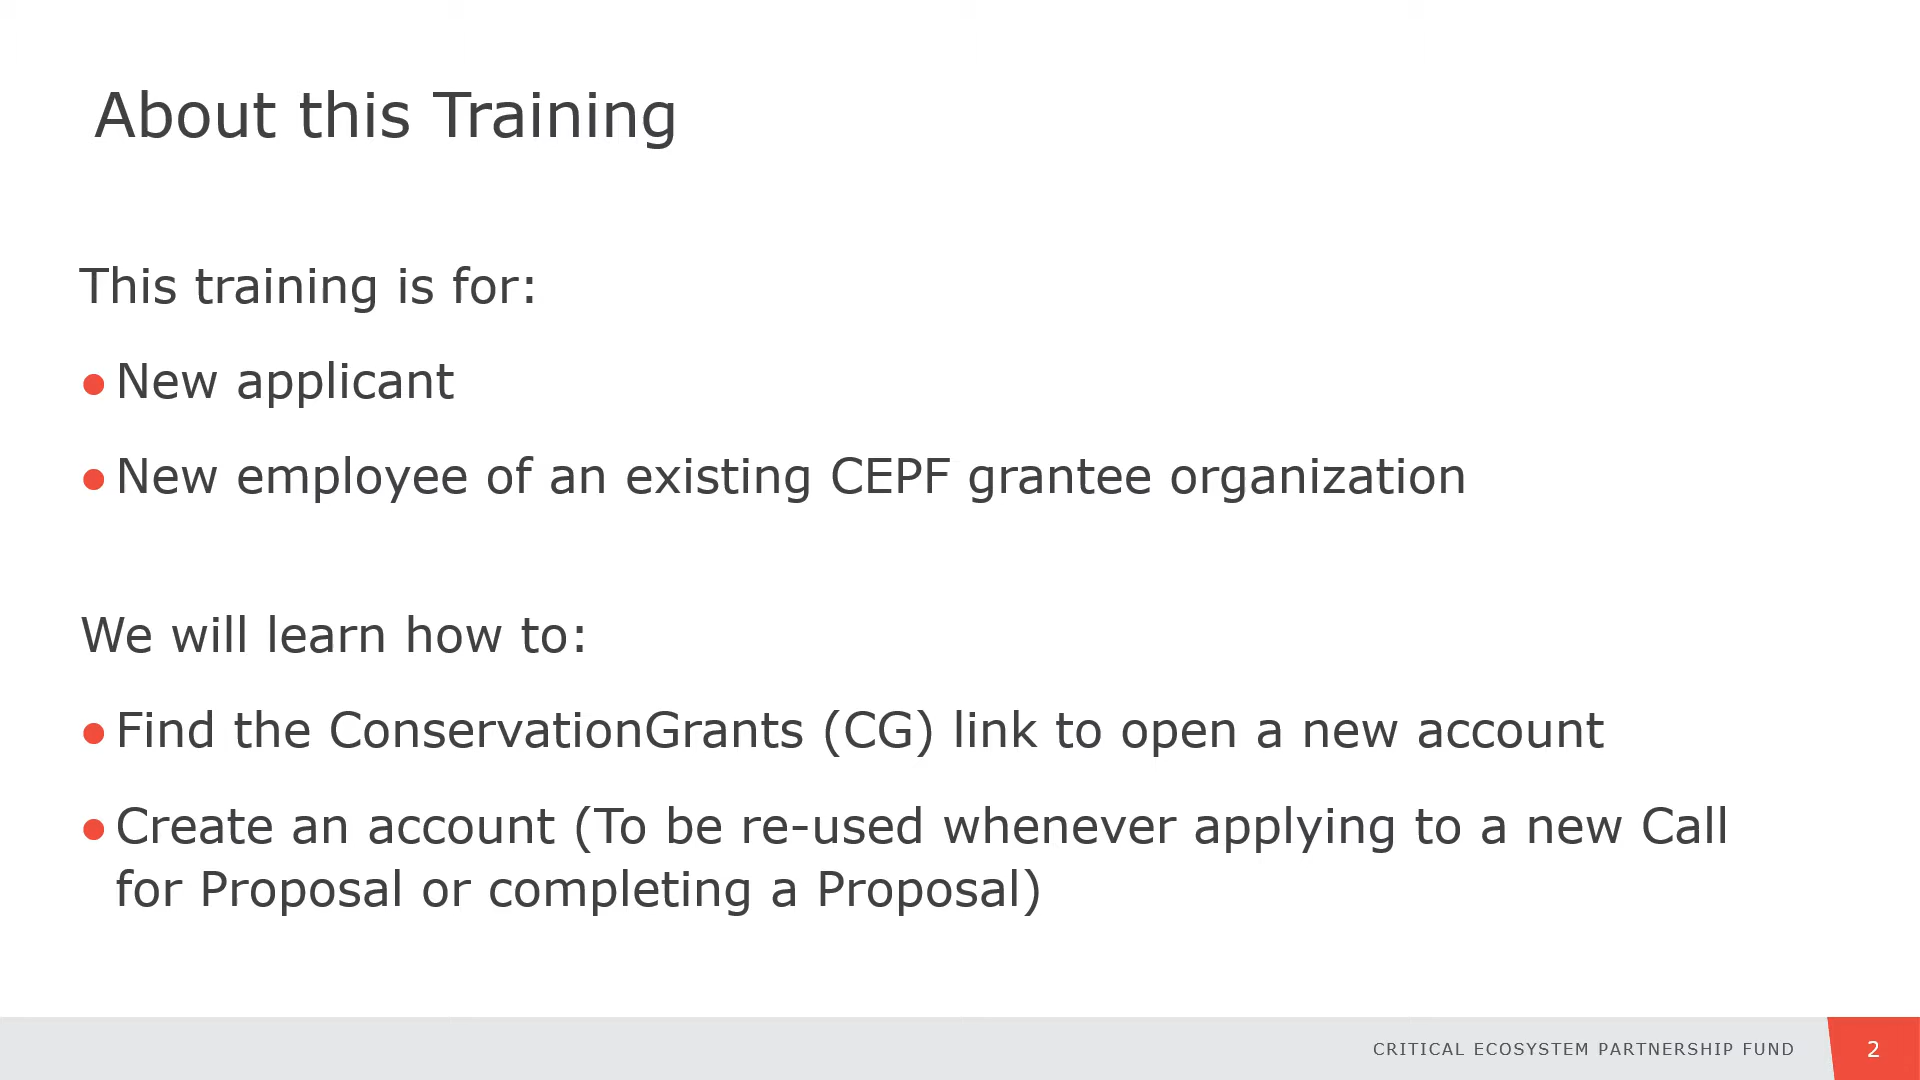 About this Training
This training is for:
● New applicant
● New employee of an existing CEPF grantee organization
We will learn how to:
● Find the ConservationGrants (CG) link to open a new account
● Create an account (To be re-used whenever applying to a new Call
for Proposal or completing a Proposal)
CRITICAL ECOSYSTEM PARTNERSHIP FUND 2